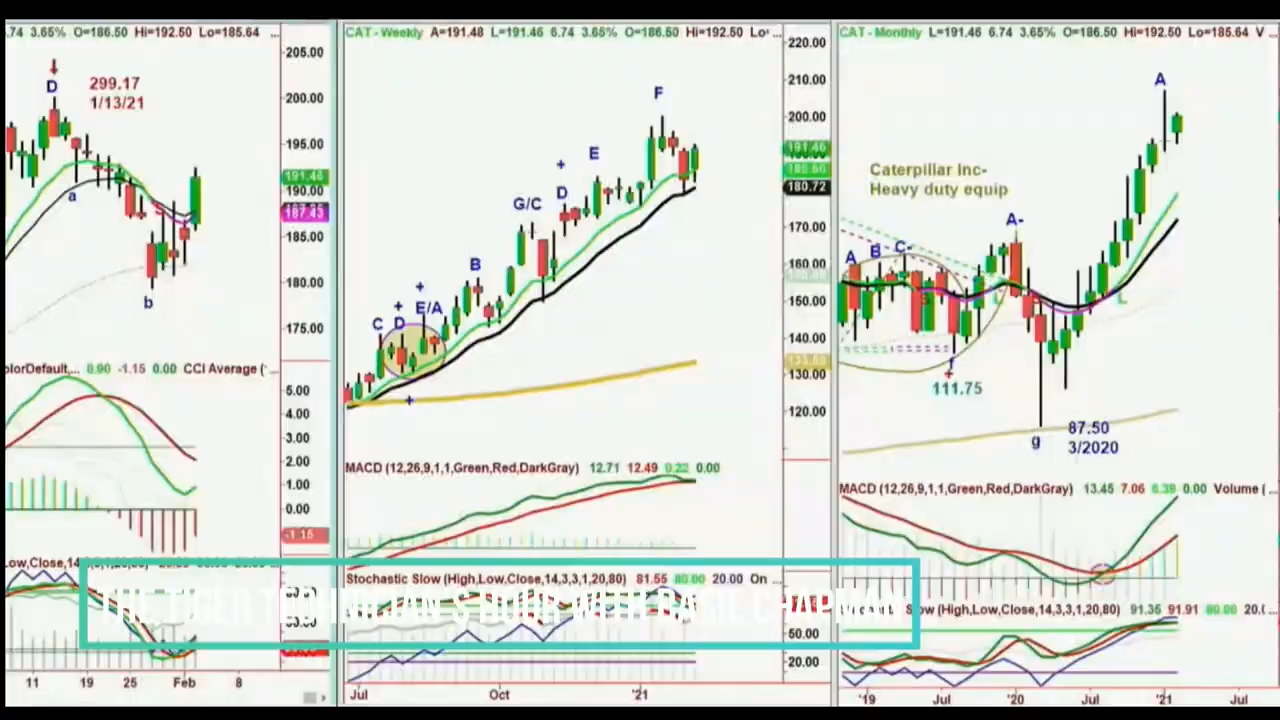 .74 3.65% O=186.50 Hi=192.50 Lo=185.64 ...
205.00
200.00
195.00
191.46
190.00
187.43
185.00
180.00
175.00
D
299.17
1/13/21
a
b
olorDefault,... 0.90 -1.15 0.00 CCI Average (
5.00
4.00
3.00
2.00
1.00
0.00
-1.15
11 19 25 Feb 8
CAT - Weekly A=191.48 L=191.46 6.74 3.65% O=186.50 Hi=192.50 Lo ...
220.00
210.00
200.00
191.46
180.72
170.00
160.00
150.00
140.00
130.00
120.00
F
E
+
D
G/C
B
+
+ E/A
C D
+
MACD (12,26,9,1,1,Green,Red,DarkGray) 12.71 12.49 0.22 0.00
Stochastic Slow (High,Low,Close,14,3,3,1,20,80) 81.55 80.00 20.00 On ...
50.00
20.00
Jul Oct '21
CAT - Monthly L=191.46 6.74 3.65% O=186.50 Hi=192.50 Lo=185.64 V ...
A
Caterpillar Inc-
Heavy duty equip
A-
A B C-
L
L
111.75
87.50
3/2020
g
MACD (12,26,9,1,1,Green,Red,DarkGray) 13.45 7.06 6.39 0.00 Volume ( ...
Slow (High,Low,Close,14,3,3,1,20,80) 91.35 91.91 80.00 20.( ...
'19 Jul '20 Jul '21 Jul